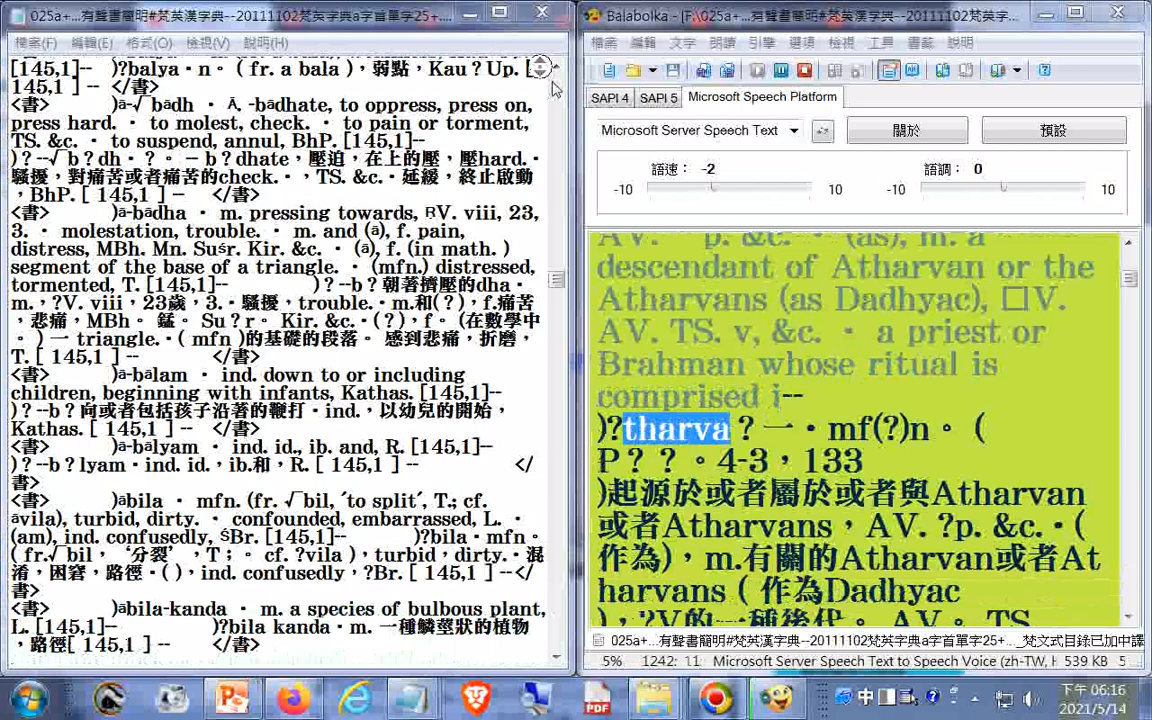 025a+...有聲書簡明#梵英漢字典--20111102梵英字典a字首單字25+...
檔案(F) 編輯(E) 格式(O) 檢視(V) 說明(H)
[145,1]-- )?balya‧n。( fr. a bala )，弱點，Kau ? Up. [
145,1 ] -- </書>
<書> )ā-√ bādh ‧ Ā. -bādhate, to oppress, press on,
press hard. ‧ to molest, check. ‧ to pain or torment,
TS. &c. ‧ to suspend, annul, BhP. [145,1]--
)? --√ b ? dh ‧ ? 。 -- b ? dhate，壓迫，在上的壓，壓hard.‧
騷擾，對痛苦或者痛苦的check.‧，TS. &c.‧延緩，終止啟動
，BhP. [ 145,1 ] -- </書>
<書> )ā-bādha ‧ m. pressing towards, RV. viii, 23,
3. ‧ molestation, trouble. ‧ m. and (ā), f. pain,
distress, MBh. Mn. Suśr. Kir. &c. ‧ (ā), f. (in math. )
segment of the base of a triangle. ‧ (mfn.) distressed,
tormented, T. [145,1]-- )?--b?朝著擠壓的dha‧
m.，?V. viii，23歲，3.‧騷擾，trouble.‧m.和(?)，f.痛苦
，悲痛，MBh。 錳。 Su ? r。 Kir. &c.‧(?)，f。(在數學中
。 ) 一 triangle.‧( mfn )的基礎的段落。 感到悲痛，折磨，
T. [ 145,1 ] -- </書>
<書> )ā-bālam ‧ ind. down to or including
children, beginning with infants, Kathas. [145,1]--
)? --b ? 向或者包括孩子沿著的鞭打‧ind.，以幼兒的開始，
Kathas. [ 145,1 ] -- </書>
<書> )ā-bālyam ‧ ind. id., ib. and, R. [145,1]--
)? --b ? lyam‧ind. id.，ib.和，R. [ 145,1 ] -- </
書>
<書> )ābila ‧ mfn. (fr. √bil, 'to split', T.; cf.
āvila), turbid, dirty. ‧ confounded, embarrassed, L. ‧
(am), ind. confusedly, ŚBr. [145,1]-- )?bila‧mfn.。
( fr.√ bil，‘分裂’，T；。 cf. ?vila )，turbid，dirty.‧混
淆，困窘，路徑‧( )，ind. confusedly，?Br. [ 145,1 ] --</
書>
<書> )ābila-kanda ‧ m. a species of bulbous plant,
L. [145,1]-- )?bila kanda‧m. 一種鱗莖狀的植物
，路徑[ 145,1 ] -- </書>
Balabolka - [F:\025a+...有聲書簡明#梵英漢字典--20111102梵英字...
檔案 編輯 文字 朗讀 引擎 選項 檢視 工具 書籤 說明
SAPI 4 SAPI 5 Microsoft Speech Platform
Microsoft Server Speech Text 關於 預設
語速： -2 語調： 0
-10 10 -10 10
AV. p. &c. ‧ (as), m. a
descendant of Atharvan or the
Atharvans (as Dadhyac), □V.
AV. TS. v, &c. ‧ a priest or
Brahman whose ritual is
comprised i--
)?tharva ? 一‧mf(?)n。 (
P ? ? 。4-3，133
)起源於或者屬於或者與Atharvan
或者Atharvans，AV. ?p. &c.‧(
作為)，m.有關的Atharvan或者At
harvans ( 作為Dadhyac
)，?V的一種後代。 AV。 TS.
025a+...有聲書簡明#梵英漢字典--20111102梵英字典a字首單字25+..._梵文式目錄已加中譯
5% 1242: 11 Microsoft Server Speech Text to Speech Voice (zh-TW, H 539 KB 5
中
下午 06:16
2021/5/14